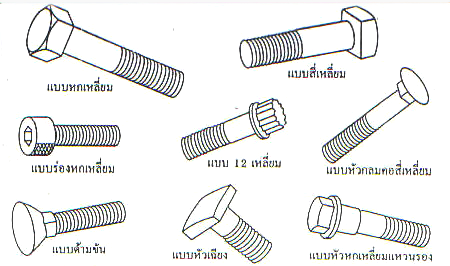 แบบหกเหลี่ยม
แบบสี่เหลี่ยม
แบบร่องหกเหลี่ยม
แบบ 12 เหลี่ยม
แบบหัวกลมคอสี่เหลี่ยม
แบบด้ามขัน
แบบหัวเฉียง
แบบหัวหกเหลี่ยมแหวนรอง